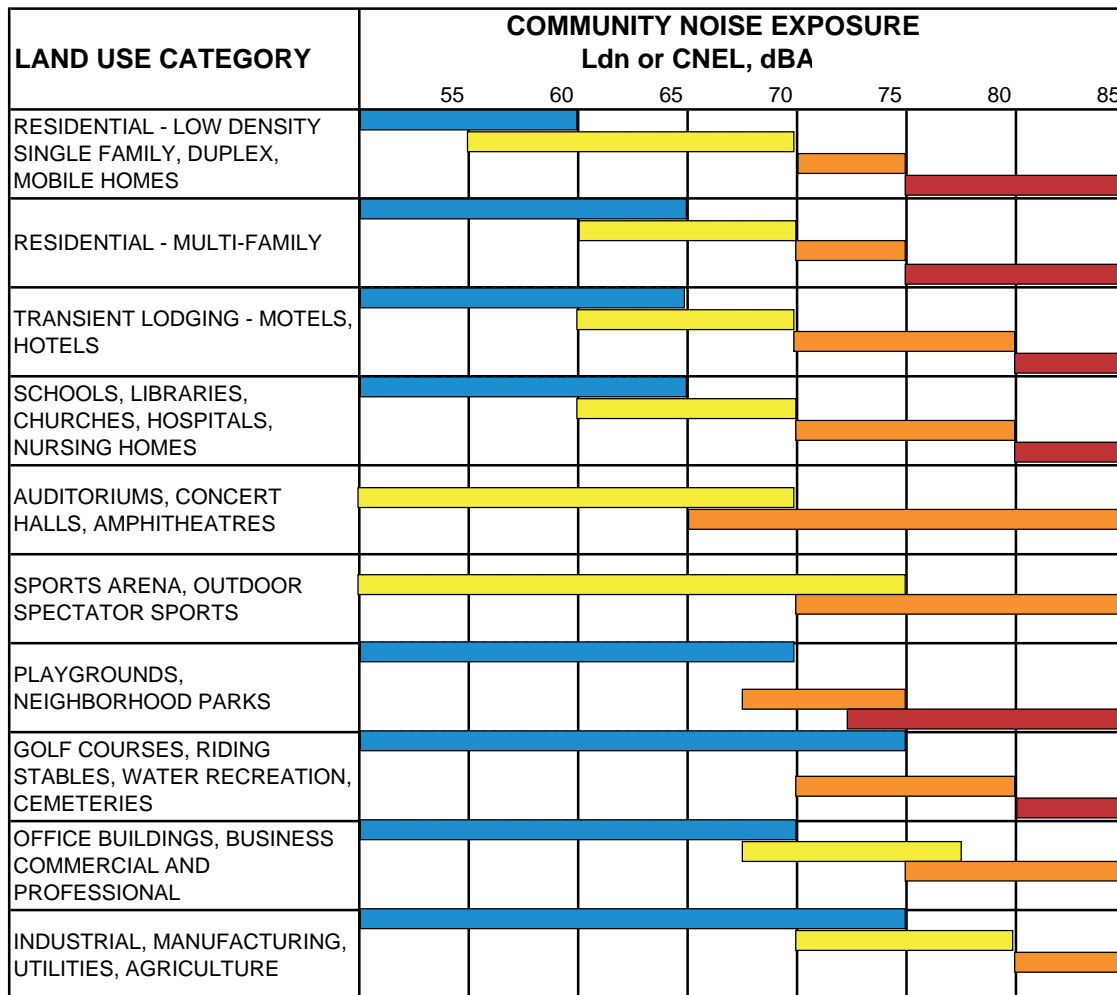 LAND USE CATEGORY
COMMUNITY NOISE EXPOSURE
Ldn or CNEL, dBA
55 60 65 70 75 80 85
RESIDENTIAL - LOW DENSITY
SINGLE FAMILY, DUPLEX,
MOBILE HOMES
RESIDENTIAL - MULTI-FAMILY
TRANSIENT LODGING - MOTELS,
HOTELS
SCHOOLS, LIBRARIES,
CHURCHES, HOSPITALS,
NURSING HOMES
AUDITORIUMS, CONCERT
HALLS, AMPHITHEATRES
SPORTS ARENA, OUTDOOR
SPECTATOR SPORTS
PLAYGROUNDS,
NEIGHBORHOOD PARKS
GOLF COURSES, RIDING
STABLES, WATER RECREATION,
CEMETERIES
OFFICE BUILDINGS, BUSINESS
COMMERCIAL AND
PROFESSIONAL
INDUSTRIAL, MANUFACTURING,
UTILITIES, AGRICULTURE